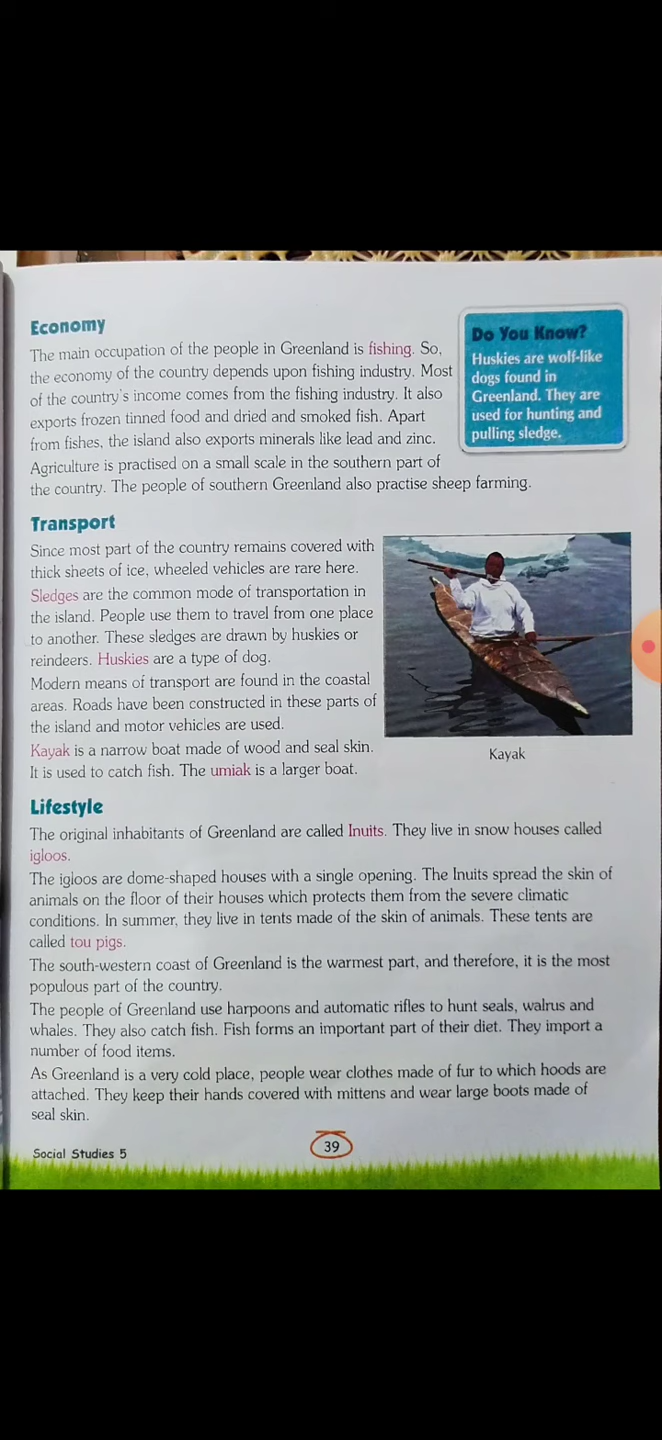 Economy
The main occupation of the people in Greenland is fishing. So,
the economy of the country depends upon fishing industry. Most
of the country's income comes from the fishing industry. It also
exports frozen tinned food and dried and smoked fish. Apart
from fishes, the island also exports minerals like lead and zinc.
Agriculture is practised on a small scale in the southern part of
the country. The people of southern Greenland also practise sheep farming.
Do You Know?
Huskies are wolf-like
dogs found in
Greenland. They are
used for hunting and
pulling sledge.
Transport
Since most part of the country remains covered with
thick sheets of ice, wheeled vehicles are rare here.
Sledges are the common mode of transportation in
the island. People use them to travel from one place
to another. These sledges are drawn by huskies or
reindeers. Huskies are a type of dog.
Modern means of transport are found in the coastal
areas. Roads have been constructed in these parts of
the island and motor vehicles are used.
Kayak is a narrow boat made of wood and seal skin.
It is used to catch fish. The umiak is a larger boat.
Kayak
Lifestyle
The original inhabitants of Greenland are called Inuits. They live in snow houses called
igloos.
The igloos are dome-shaped houses with a single opening. The Inuits spread the skin of
animals on the floor of their houses which protects them from the severe climatic
conditions. In summer, they live in tents made of the skin of animals. These tents are
called tou pigs.
The south-western coast of Greenland is the warmest part, and therefore, it is the most
populous part of the country.
The people of Greenland use harpoons and automatic rifles to hunt seals, walrus and
whales. They also catch fish. Fish forms an important part of their diet. They import a
number of food items.
As Greenland is a very cold place, people wear clothes made of fur to which hoods are
attached. They keep their hands covered with mittens and wear large boots made of
seal skin.
Social Studies 5
39